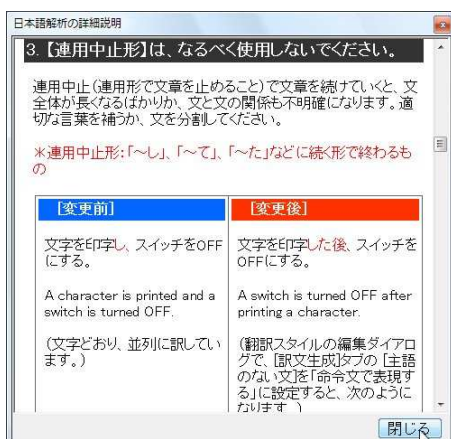 日本語解析の詳細説明
3. 【連用中止形】は、なるべく使用しないでください。
連用中止(連用形で文章を止めること)で文章を続けていくと、文
全体が長くなるばかりか、文と文の関係も不明確になります。適
切な言葉を補うか、文を分割してください。
*連用中止形:「~し」、「~て」、「~た」などに続く形で終わるも
の
[変更前]
文字を印字し、スイッチをOFF
にする。
A character is printed and a
switch is turned OFF.
(文字どおり、並列に訳してい
ます。)
[変更後]
文字を印字した後、スイッチを
OFFにする。
A switch is turned OFF after
printing a character.
(翻訳スタイルの編集ダイアロ
グで、[訳文生成]タブの [主語
のない文]を「命令文で表現す
る」に設定すると、次のように
なります。)
閉じる